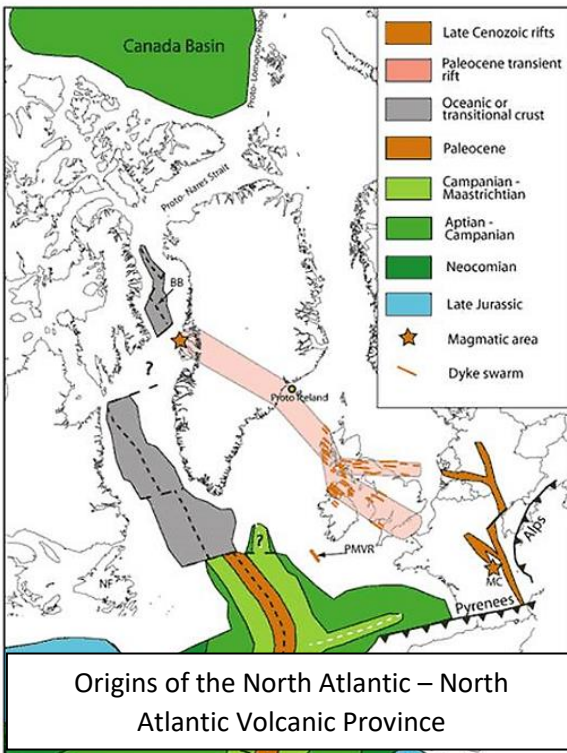 Canada Basin
Proto- Lomonosov Ridge
Proto- Nares Strait
BB
?
Proto Iceland
?
PMVR
NF
MC
Alps
Pyrenees
Late Cenozoic rifts
Paleocene transient
rift
Oceanic or
transitional crust
Paleocene
Campanian -
Maastrichtian
Aptian -
Campanian
Neocomian
Late Jurassic
Magmatic area
Dyke swarm
Origins of the North Atlantic – North
Atlantic Volcanic Province